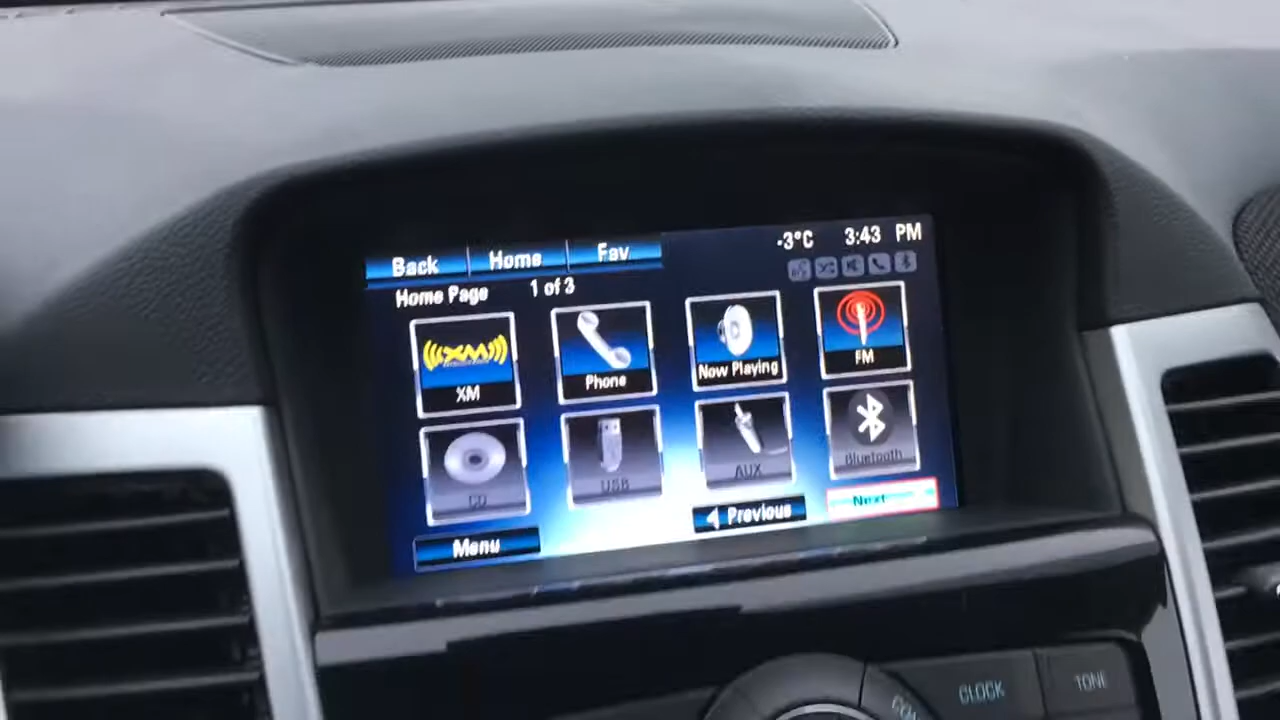 Back Home Fav
-3°C 3:43 PM
Home Page 1 of 3
XM
XM Phone Now Playing FM
CD USB AUX Bluetooth
Menu Previous Next
CLOCK TONE